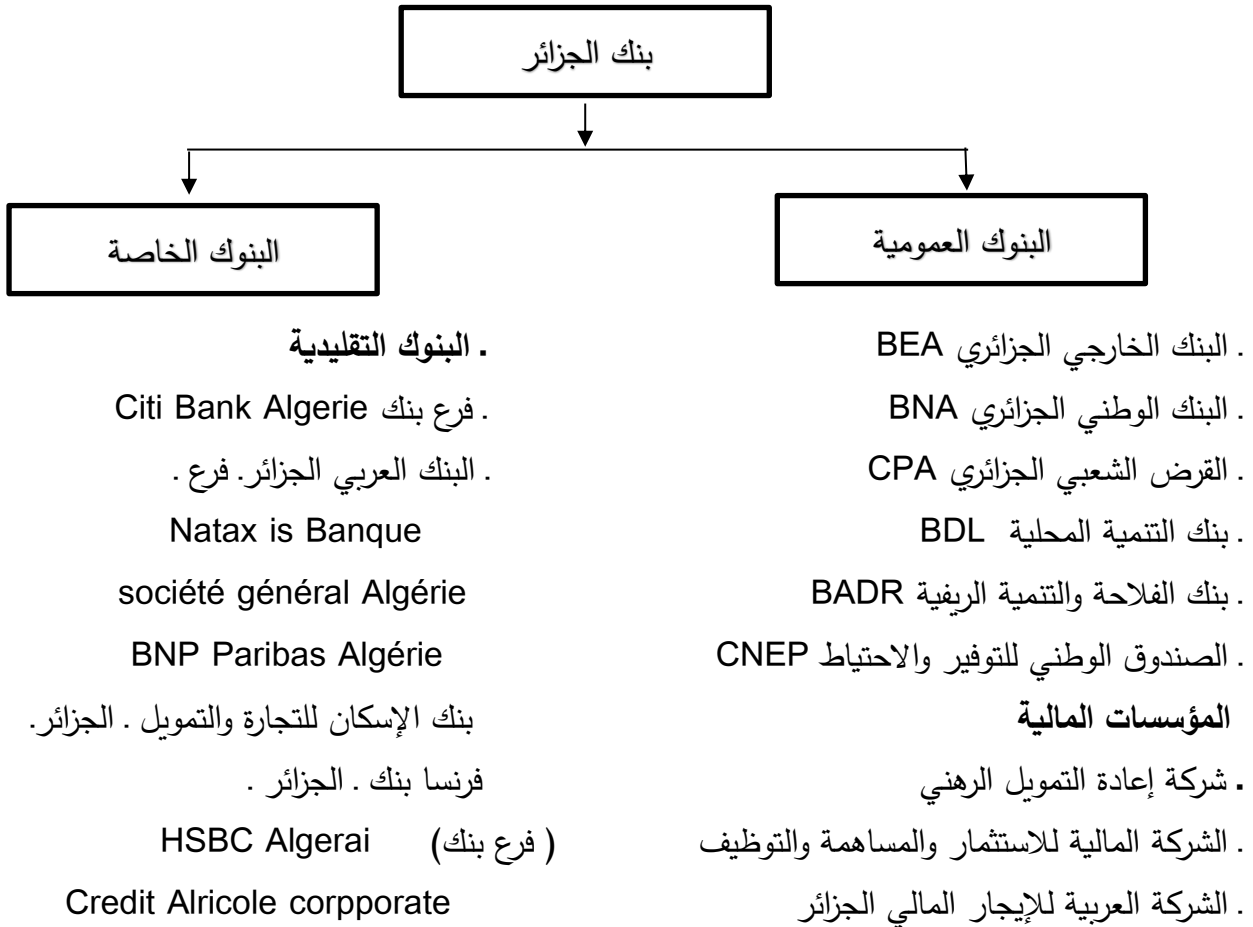 بنك الجزائر
البنوك العمومية
. البنك الخارجي الجزائري BEA
. البنك الوطني الجزائري BNA
. القرض الشعبي الجزائري CPA
. بنك التنمية المحلية BDL
. بنك الفلاحة والتنمية الريفية BADR
. الصندوق الوطني للتوفير والاحتياط CNEP
المؤسسات المالية
. شركة إعادة التمويل الرهني
. الشركة المالية للاستثمار والمساهمة والتوظيف
. الشركة العربية للإيجار المالي الجزائر
البنوك الخاصة
. البنوك التقليدية
. فرع بنك Citi Bank Algerie
. البنك العربي الجزائر. فرع .
Natax is Banque
société général Algérie
BNP Paribas Algérie
بنك الإسكان للتجارة والتمويل . الجزائر.
فرنسا بنك . الجزائر .
( فرع بنك) HSBC Algerai
Credit Alricole corpporate